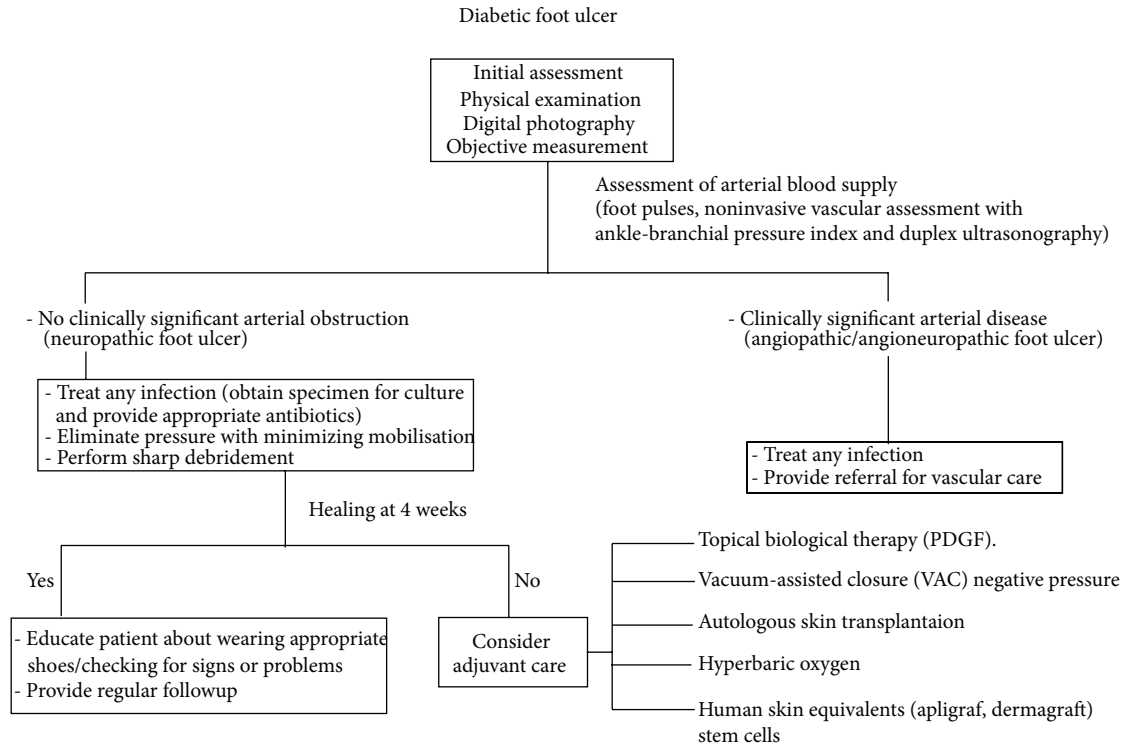 Diabetic foot ulcer
Initial assessment
Physical examination
Digital photography
Objective measurement
Assessment of arterial blood supply
(foot pulses, noninvasive vascular assessment with
ankle-branchial pressure index and duplex ultrasonography)
- No clinically significant arterial obstruction
(neuropathic foot ulcer)
- Clinically significant arterial disease
(angiopathic/angioneuropathic foot ulcer)
- Treat any infection (obtain specimen for culture
and provide appropriate antibiotics)
- Eliminate pressure with minimizing mobilisation
- Perform sharp debridement
- Treat any infection
- Provide referral for vascular care
Healing at 4 weeks
Yes
No
- Educate patient about wearing appropriate
shoes/checking for signs or problems
- Provide regular followup
Consider
adjuvant care
Topical biological therapy (PDGF).
Vacuum-assisted closure (VAC) negative pressure
Autologous skin transplantaion
Hyperbaric oxygen
Human skin equivalents (apligraf, dermagraft)
stem cells